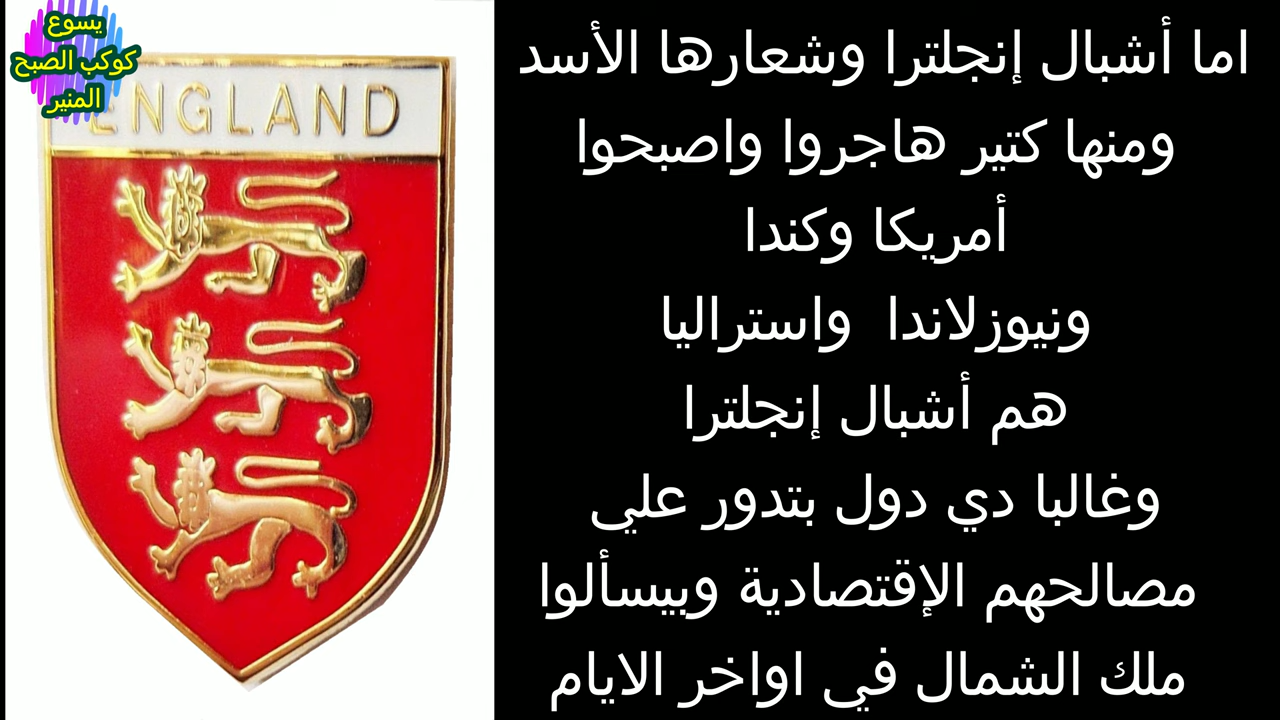 يسوع
كوكب الصبح
المنير
ENGLAND
اما أشبال إنجلترا وشعارها الأسد
ومنها كتير هاجروا واصبحوا
أمريكا وكندا
ونيوزلاندا واستراليا
هم أشبال إنجلترا
وغالبا دي دول بتدور علي
مصالحهم الإقتصادية وبيسألوا
ملك الشمال في اواخر الايام